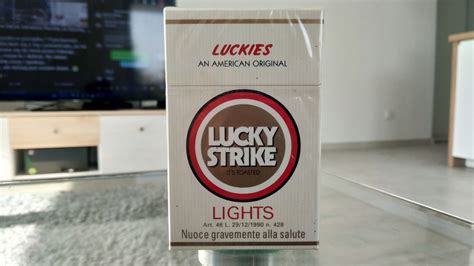 LUCKIES
AN AMERICAN ORIGINAL
LUCKY
STRIKE
IT'S TOASTED
LIGHTS
Art. 46 L. 29/12/1990 n. 428
Nuoce gravemente alla salute